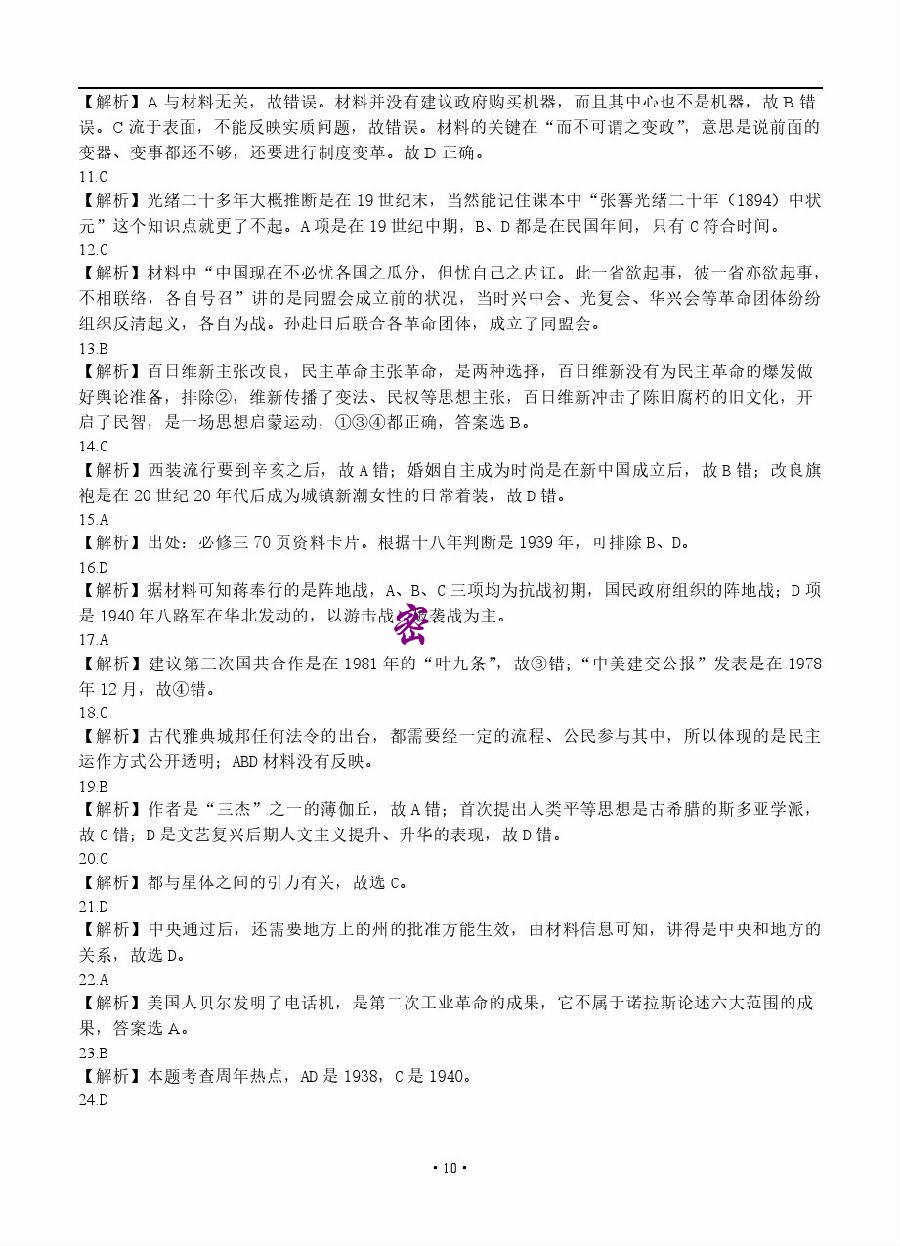 【解析】A 与材料无关，故错误。材料并没有建议政府购买机器，而且其中心也不是机器，故 B 错
误。C 流于表面，不能反映实质问题，故错误。材料的关键在“而不可谓之变政”，意思是说前面的
变器、变事都还不够，还要进行制度变革。故 D 正确。
11.C
【解析】光绪二十多年大概推断是在 19 世纪末，当然能记住课本中“张謇光绪二十年（1894）中状
元”这个知识点就更了不起。A 项是在 19 世纪中期，B、D 都是在民国年间，只有 C 符合时间。
12.C
【解析】材料中“中国现在不必忧各国之瓜分，但忧自己之内讧。此一省欲起事，彼一省亦欲起事，
不相联络，各自号召”讲的是同盟会成立前的状况，当时兴中会、光复会、华兴会等革命团体纷纷
组织反清起义，各自为战。孙赴日后联合各革命团体，成立了同盟会。
13.B
【解析】百日维新主张改良，民主革命主张革命，是两种选择，百日维新没有为民主革命的爆发做
好舆论准备，排除②；维新传播了变法、民权等思想主张，百日维新冲击了陈旧腐朽的旧文化，开
启了民智，是一场思想启蒙运动，①③④都正确，答案选 B。
14.C
【解析】西装流行要到辛亥之后，故 A 错；婚姻自主成为时尚是在新中国成立后，故 B 错；改良旗
袍是在 20 世纪 20 年代后成为城镇新潮女性的日常着装，故 D 错。
15.A
【解析】出处：必修三 70 页资料卡片。根据十八年判断是 1939 年，可排除 B、D。
16.D
【解析】据材料可知蒋奉行的是阵地战，A、B、C 三项均为抗战初期，国民政府组织的阵地战；D 项
是 1940 年八路军在华北发动的，以游击战 袭战为主。
密
17.A
【解析】建议第三次国共合作是在 1981 年的“叶九条”，故③错；“中美建交公报”发表是在 1978
年 12 月，故④错。
18.C
【解析】古代雅典城邦任何法令的出台，都需要经一定的流程、公民参与其中，所以体现的是民主
运作方式公开透明；ABD 材料没有反映。
19.B
【解析】作者是“三杰”之一的薄伽丘，故 A 错；首次提出人类平等思想是古希腊的斯多亚学派，
故 C 错；D 是文艺复兴后期人文主义提升、升华的表现，故 D 错。
20.C
【解析】都与星体之间的引力有关，故选 C。
21.D
【解析】中央通过后，还需要地方上的州的批准方能生效，由材料信息可知，讲得是中央和地方的
关系，故选 D。
22.A
【解析】美国人贝尔发明了电话机，是第二次工业革命的成果，它不属于诺拉斯论述六大范围的成
果，答案选 A。
23.B
【解析】本题考查周年热点，AD 是 1938，C 是 1940。
24.D
·10·